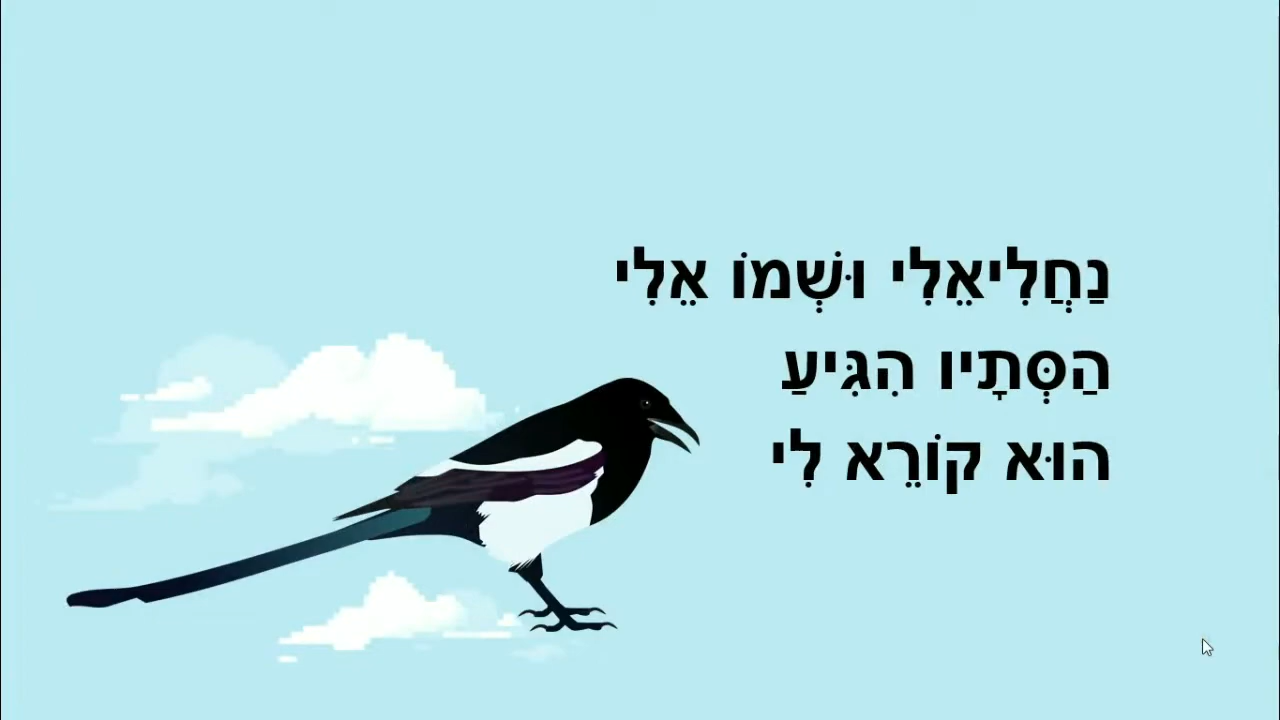 נַחֲלִיאֵלִי וּשְׁמוֹ אֵלִי
הַסְּתָיו הִגִּיעַ
הוּא קוֹרֵא לִי